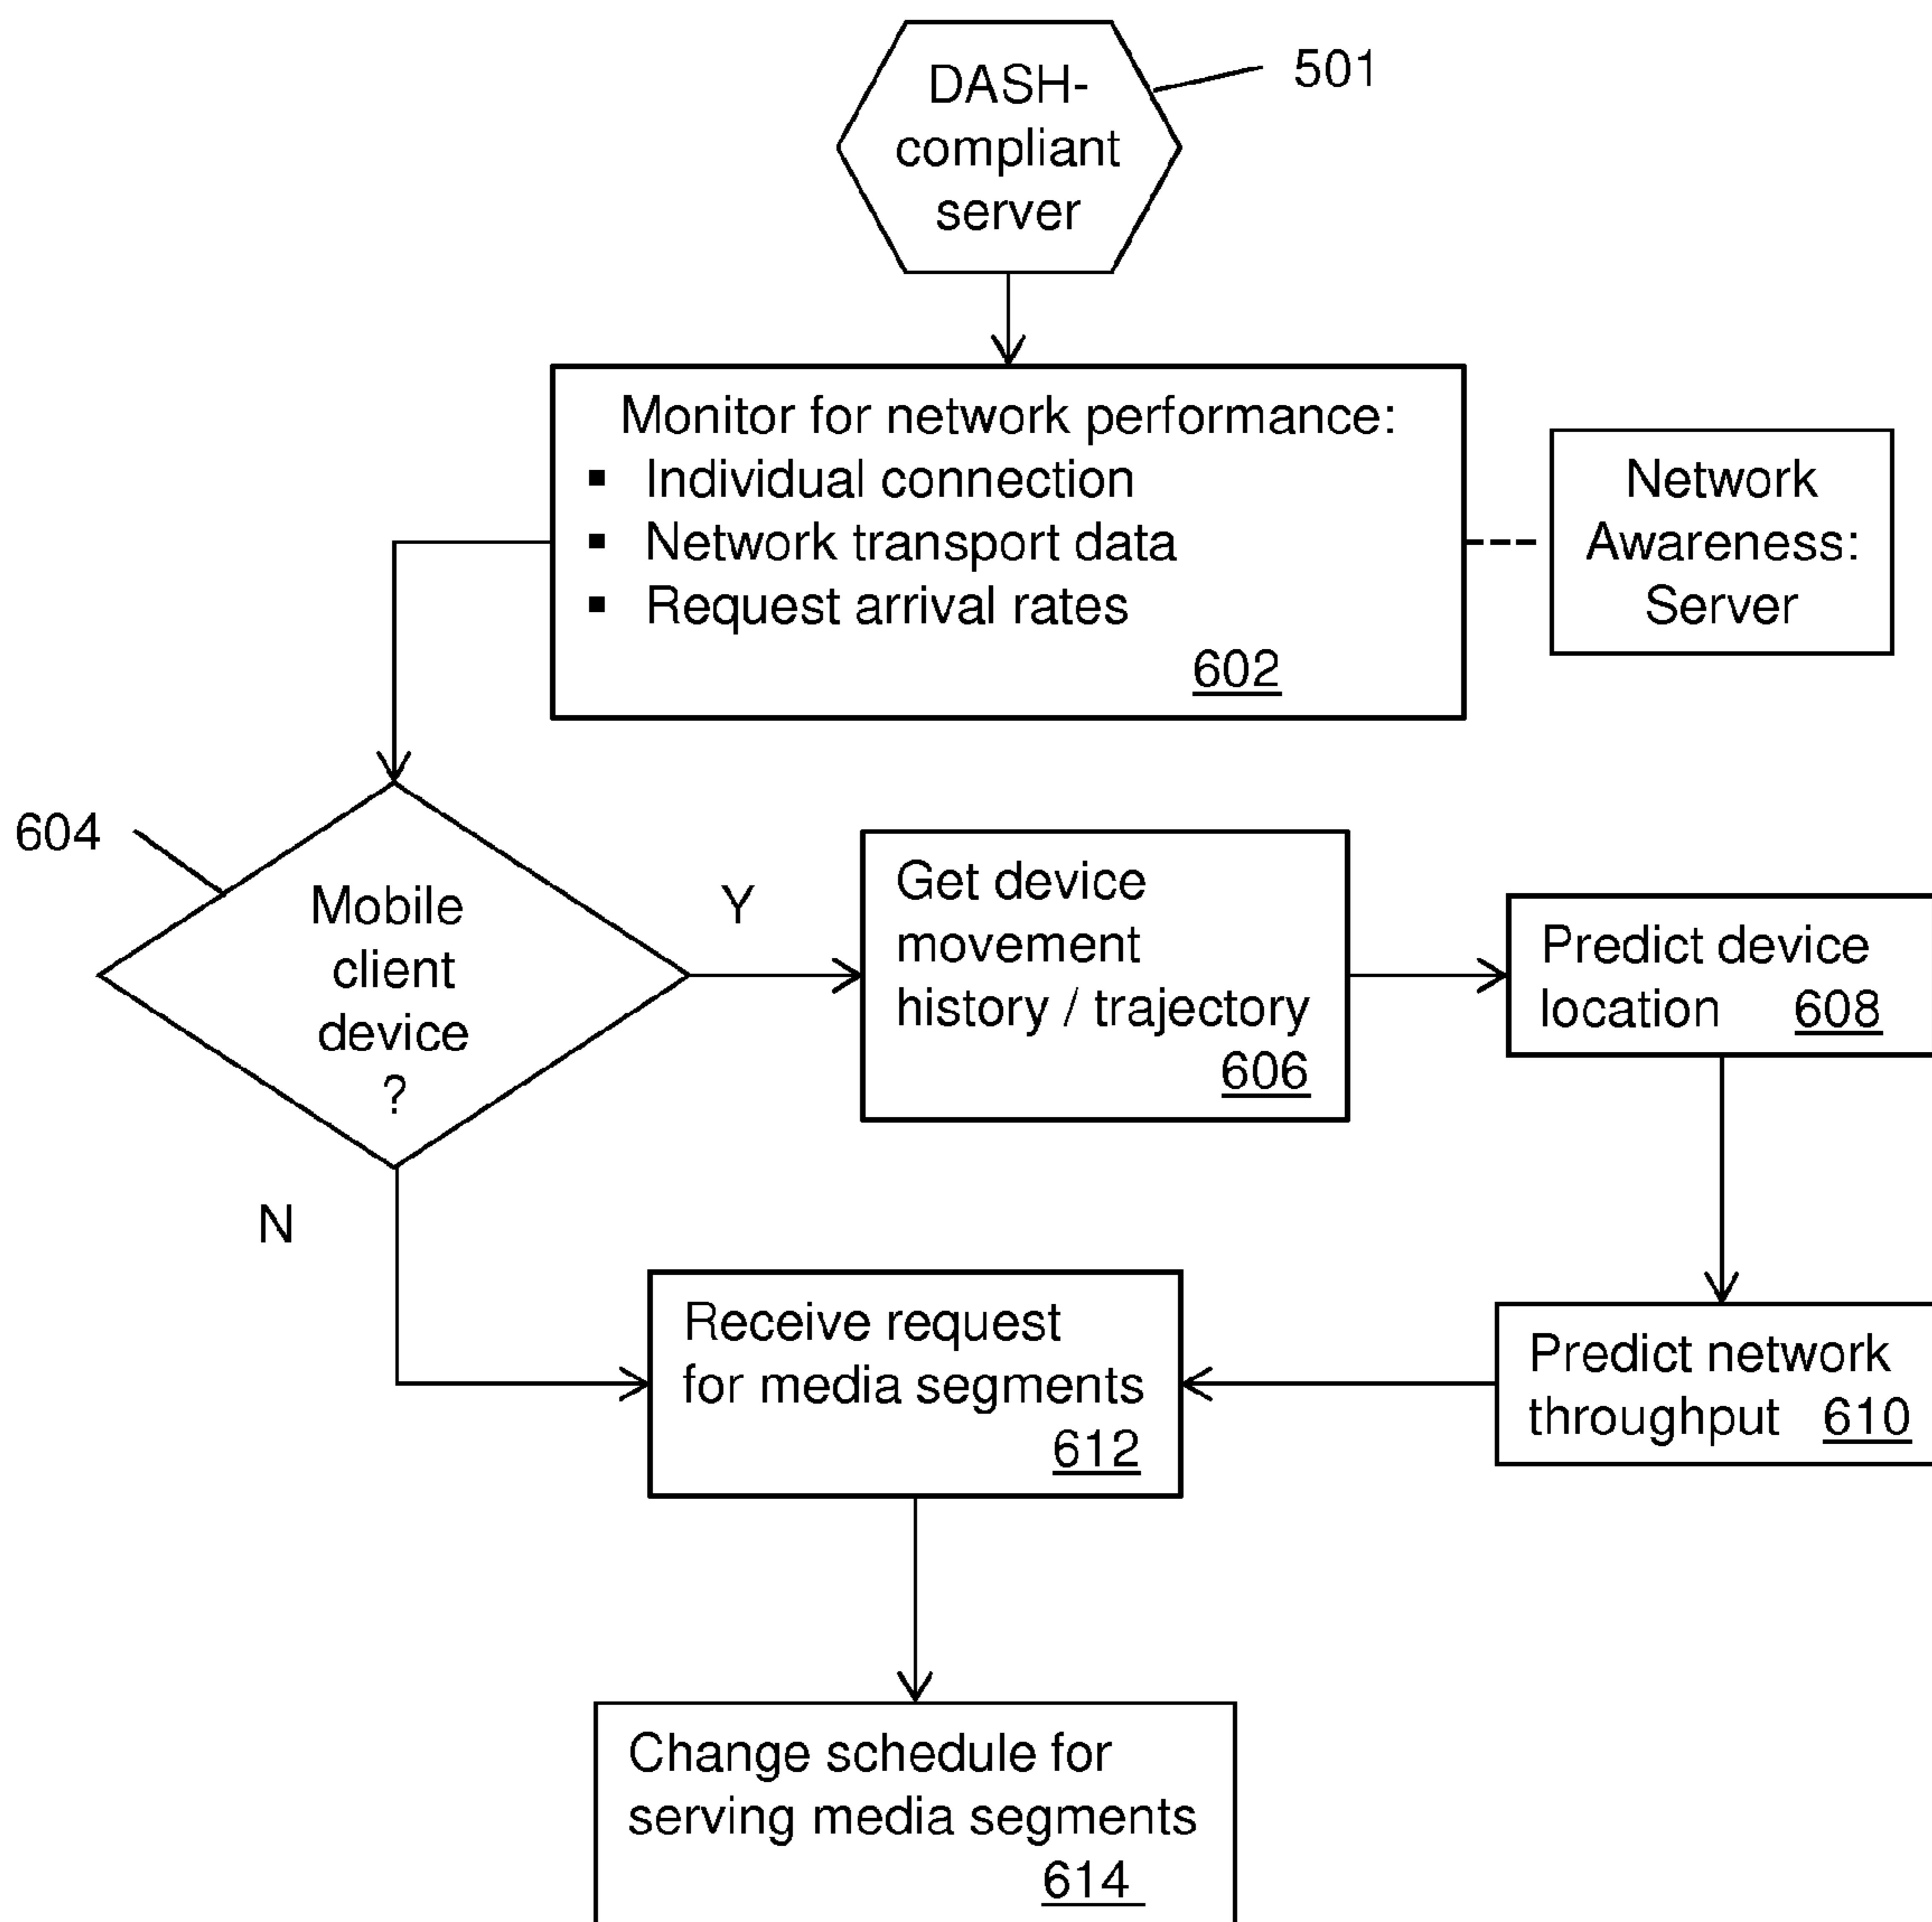 DASH-
compliant
server
501
Monitor for network performance:
▪ Individual connection
▪ Network transport data
▪ Request arrival rates
602
Network
Awareness:
Server
604
Mobile
client
device
?
Y
N
Get device
movement
history / trajectory
606
Predict device
location 608
Predict network
throughput 610
Receive request
for media segments
612
Change schedule for
serving media segments
614